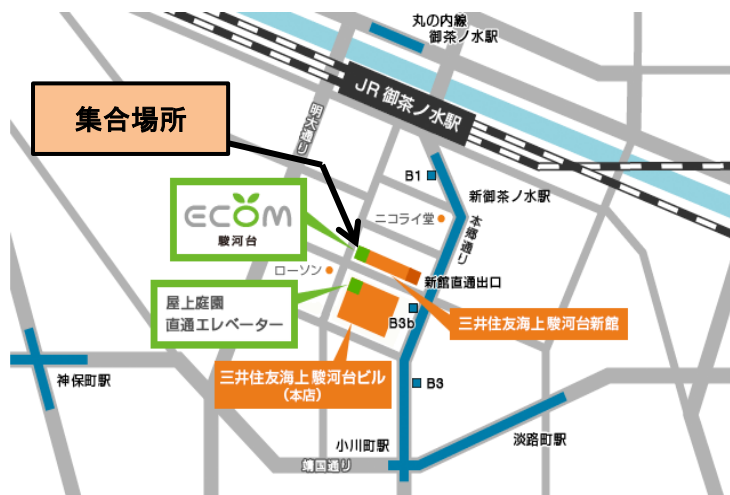 丸の内線
御茶ノ水駅
JR 御茶ノ水駅
集合場所
明大通り
B1
新御茶ノ水駅
ecom
駿河台
ニコライ堂
本郷通り
ローソン
新館直通出口
屋上庭園
直通エレベーター
B3b
三井住友海上 駿河台新館
三井住友海上 駿河台ビル
（本店）
神保町駅
B3
小川町駅
淡路町駅
靖国通り